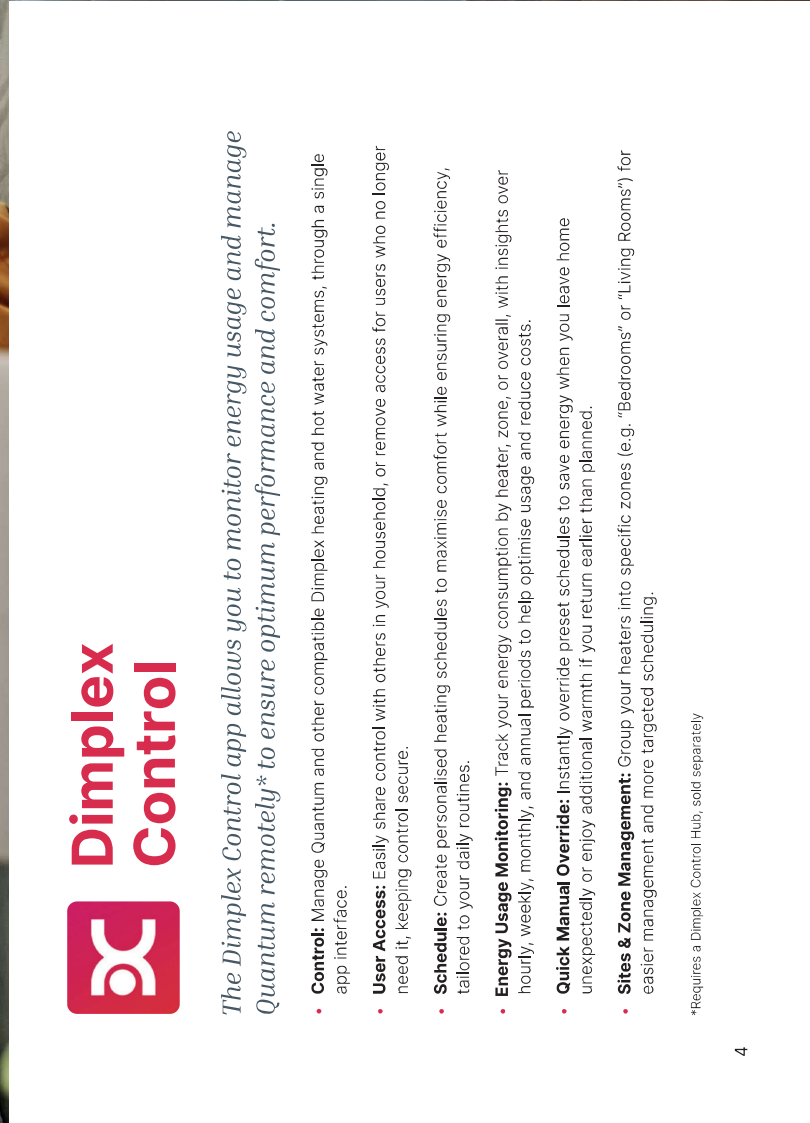 Dimplex
Control
The Dimplex Control app allows you to monitor energy usage and manage
Quantum remotely* to ensure optimum performance and comfort.
• Control: Manage Quantum and other compatible Dimplex heating and hot water systems, through a single
app interface.
• User Access: Easily share control with others in your household, or remove access for users who no longer
need it, keeping control secure.
• Schedule: Create personalised heating schedules to maximise comfort while ensuring energy efficiency,
tailored to your daily routines.
• Energy Usage Monitoring: Track your energy consumption by heater, zone, or overall, with insights over
hourly, weekly, monthly, and annual periods to help optimise usage and reduce costs.
• Quick Manual Override: Instantly override preset schedules to save energy when you leave home
unexpectedly or enjoy additional warmth if you return earlier than planned.
• Sites & Zone Management: Group your heaters into specific zones (e.g. “Bedrooms” or “Living Rooms”) for
easier management and more targeted scheduling.
*Requires a Dimplex Control Hub, sold separately
4